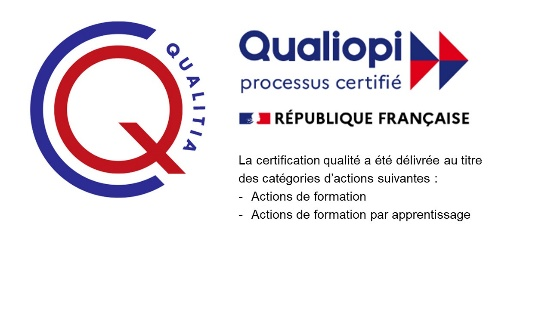 QUALITIA
Qualiopi
processus certifié
RÉPUBLIQUE FRANÇAISE
La certification qualité a été délivrée au titre
des catégories d'actions suivantes :
- Actions de formation
- Actions de formation par apprentissage